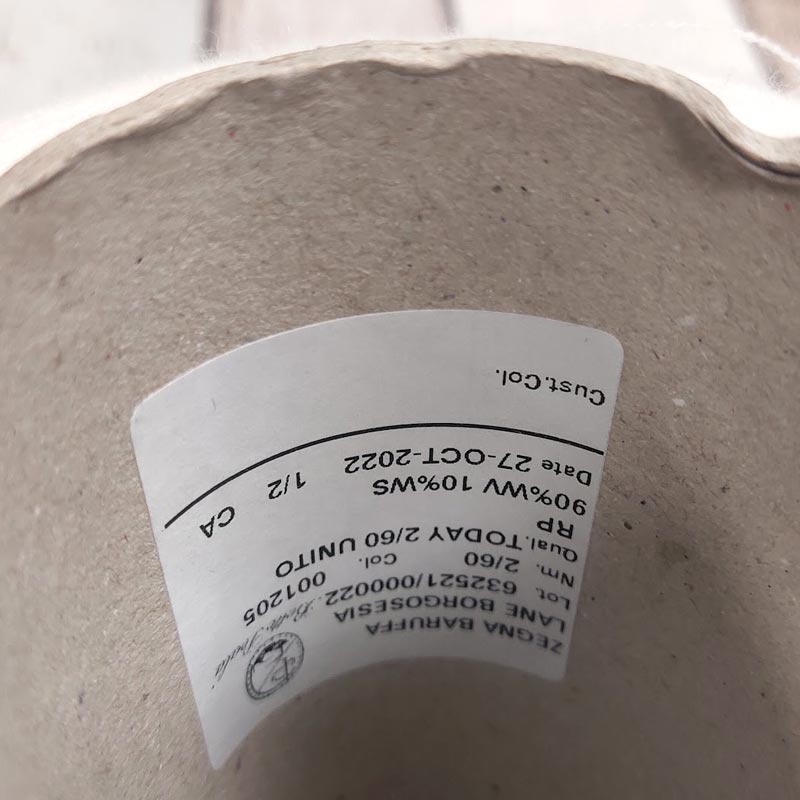 ZEGNA BARUFFA
LANE BORGOSESIA
Lot. 632521/000022
Nm. 2/60 Col. 001205
Qual. TODAY 2/60 UNITO
RP
90%WV 10%WS 1/2 CA
Date 27-OCT-2022
Cust.Col.